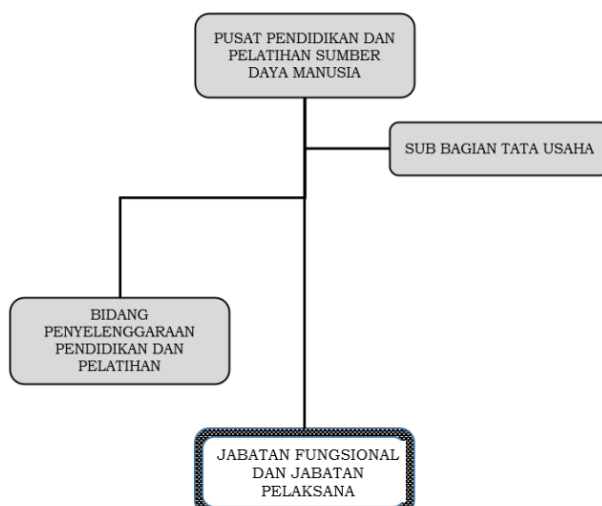 PUSAT PENDIDIKAN DAN
PELATIHAN SUMBER
DAYA MANUSIA
SUB BAGIAN TATA USAHA
BIDANG
PENYELENGGARAAN
PENDIDIKAN DAN
PELATIHAN
JABATAN FUNGSIONAL
DAN JABATAN
PELAKSANA